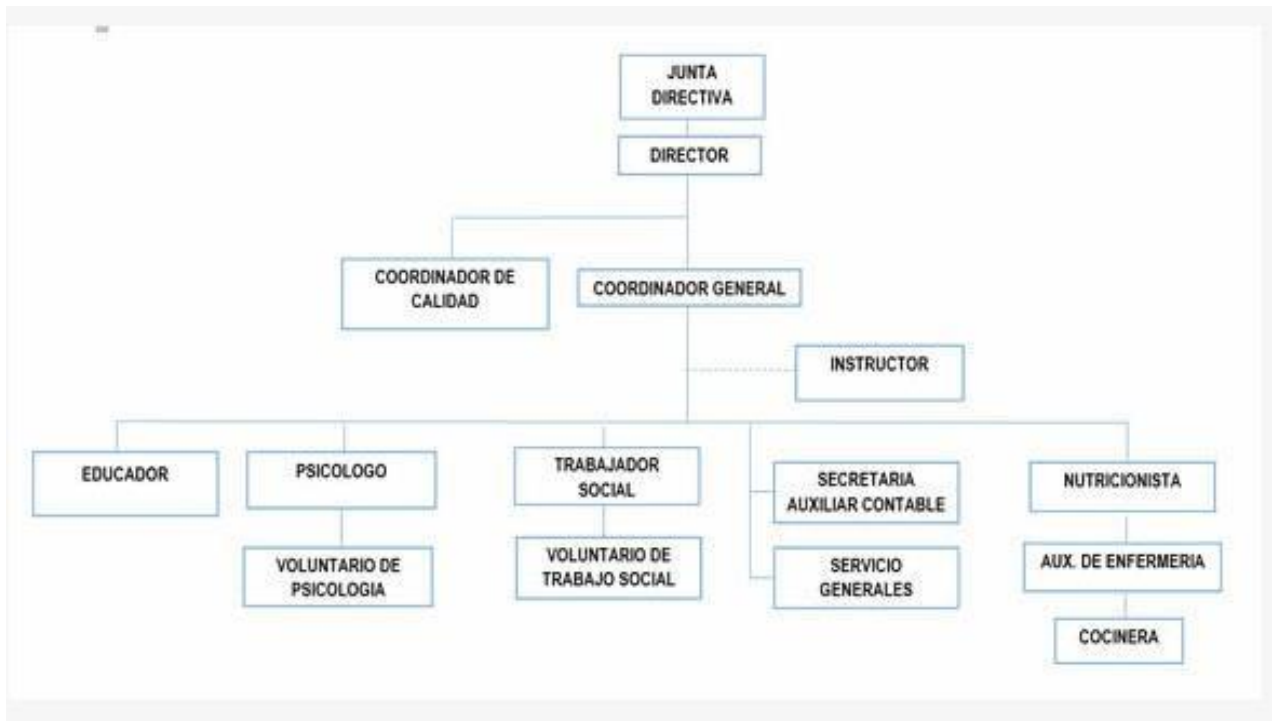 JUNTA
DIRECTIVA
DIRECTOR
COORDINADOR DE
CALIDAD
COORDINADOR GENERAL
INSTRUCTOR
EDUCADOR
PSICOLOGO
TRABAJADOR
SOCIAL
SECRETARIA
AUXILIAR CONTABLE
NUTRICIONISTA
VOLUNTARIO DE
PSICOLOGIA
VOLUNTARIO DE
TRABAJO SOCIAL
SERVICIO
GENERALES
AUX. DE ENFERMERIA
COCINERA